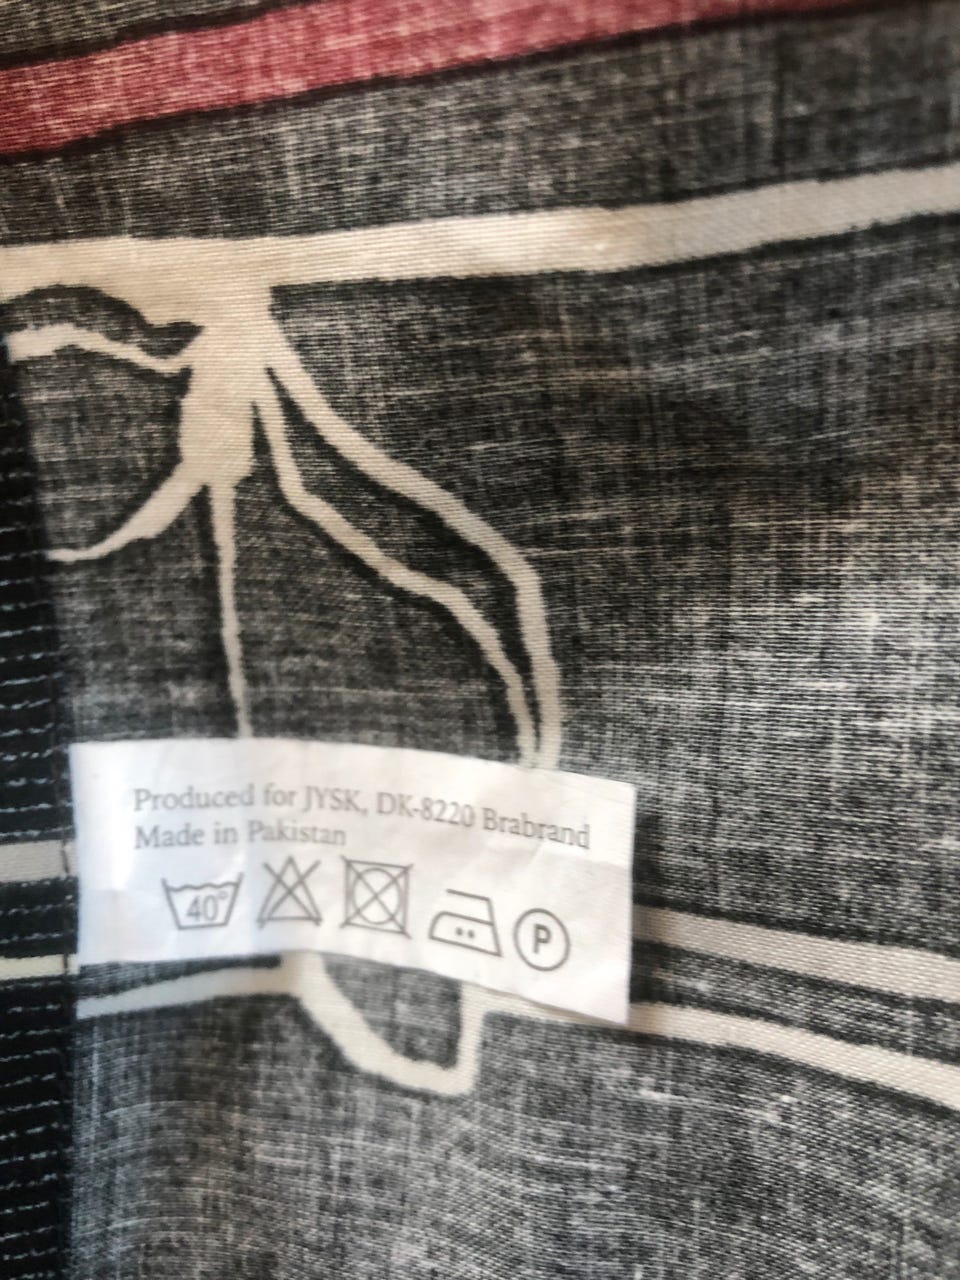 Produced for JYSK, DK-8220 Brabrand
Made in Pakistan
40° P